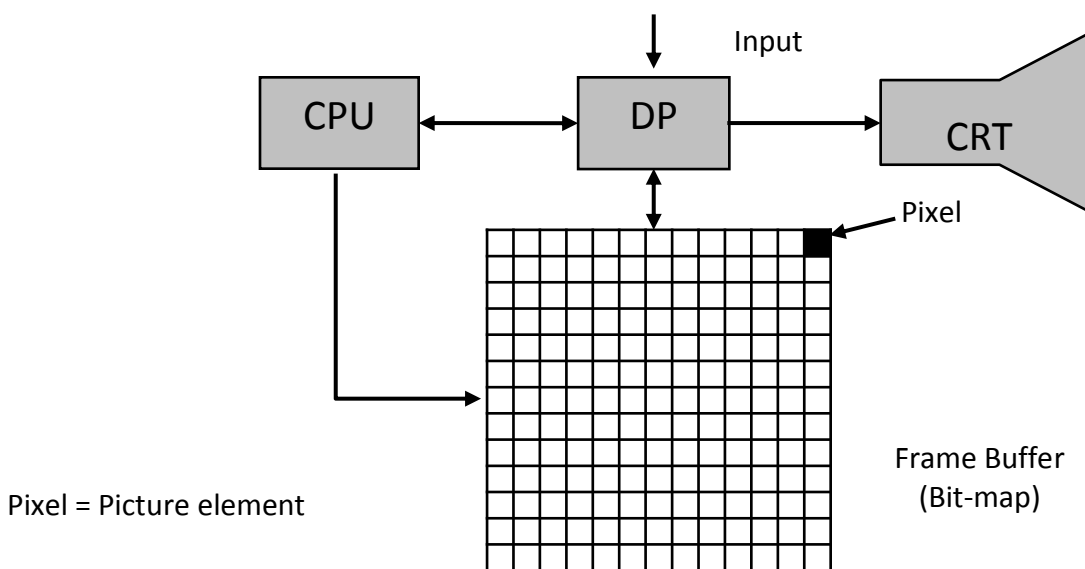 Input
CPU
DP
CRT
Pixel
Frame Buffer
(Bit-map)
Pixel = Picture element